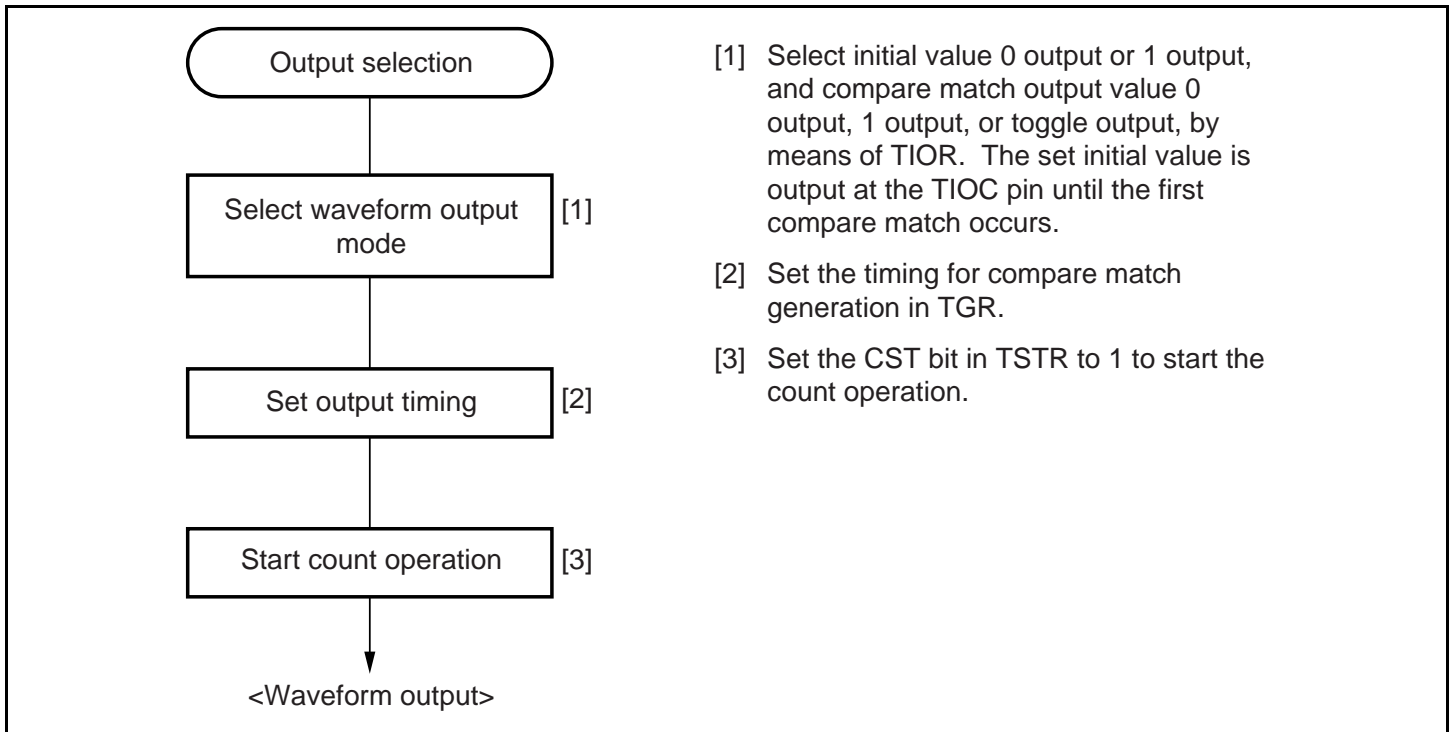 Output selection
Select waveform output
mode
[1]
Set output timing
[2]
Start count operation
[3]
<Waveform output>
[1] Select initial value 0 output or 1 output,
and compare match output value 0
output, 1 output, or toggle output, by
means of TIOR. The set initial value is
output at the TIOC pin until the first
compare match occurs.
[2] Set the timing for compare match
generation in TGR.
[3] Set the CST bit in TSTR to 1 to start the
count operation.